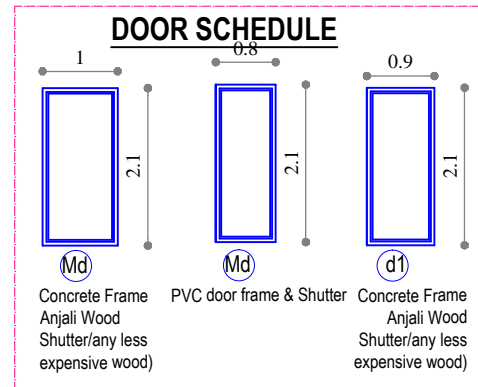 DOOR SCHEDULE
1
0.8
0.9
2.1
2.1
2.1
Md
Md
d1
Concrete Frame
Anjali Wood
Shutter/any less
expensive wood)
PVC door frame & Shutter
Concrete Frame
Anjali Wood
Shutter/any less
expensive wood)